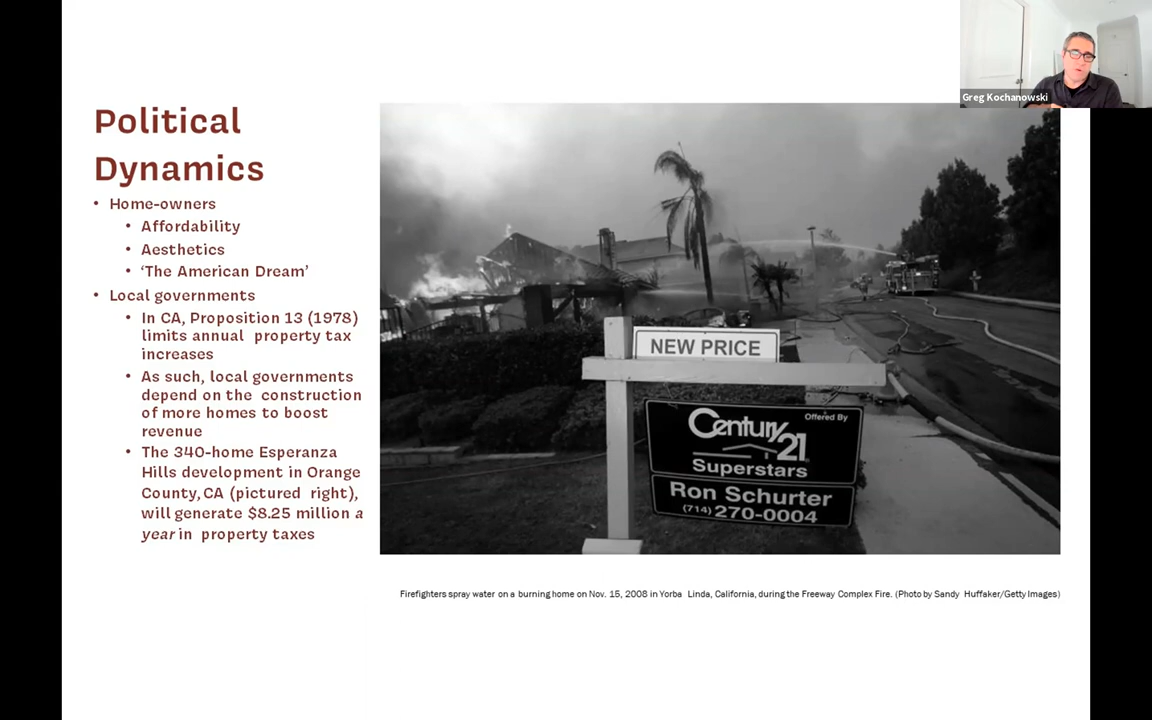 Greg Kochanowski
Political
Dynamics
• Home-owners
• Affordability
• Aesthetics
• ‘The American Dream’
• Local governments
• In CA, Proposition 13 (1978)
limits annual property tax
increases
• As such, local governments
depend on the construction
of more homes to boost
revenue
• The 340-home Esperanza
Hills development in Orange
County, CA (pictured right),
will generate $8.25 million a
year in property taxes
NEW PRICE
Offered By
Century 21
Superstars
Ron Schurter
(714) 270-0004
Firefighters spray water on a burning home on Nov. 15, 2008 in Yorba Linda, California, during the Freeway Complex Fire. (Photo by Sandy Huffaker/Getty Images)